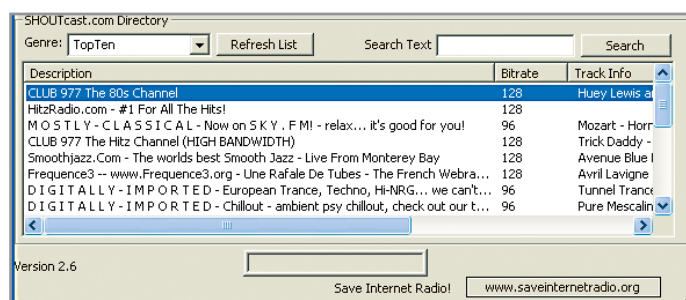 SHOUTcast.com Directory
Genre: TopTen Refresh List Search Text Search
Description Bitrate Track Info
CLUB 977 The 80s Channel 128 Huey Lewis a
HitzRadio.com - #1 For All The Hits! 128
M O S T L Y - C L A S S I C A L - Now on S K Y . F M! - relax... it's good for you! 96 Mozart - Horn
CLUB 977 The Hitz Channel (HIGH BANDWIDTH) 128 Trick Daddy -
Smoothjazz.Com - The worlds best Smooth Jazz - Live From Monterey Bay 128 Avenue Blue
Frequence3 -- www.Frequence3.org - Une Rafale De Tubes - The French Webra... 128 Avril Lavigne
D I G I T A L L Y - I M P O R T E D - European Trance, Techno, Hi-NRG... we can't... 96 Tunnel Trance
D I G I T A L L Y - I M P O R T E D - Chillout - ambient psy chillout, check out our t... 96 Pure Mescalin
Version 2.6
Save Internet Radio! www.saveinternetradio.org